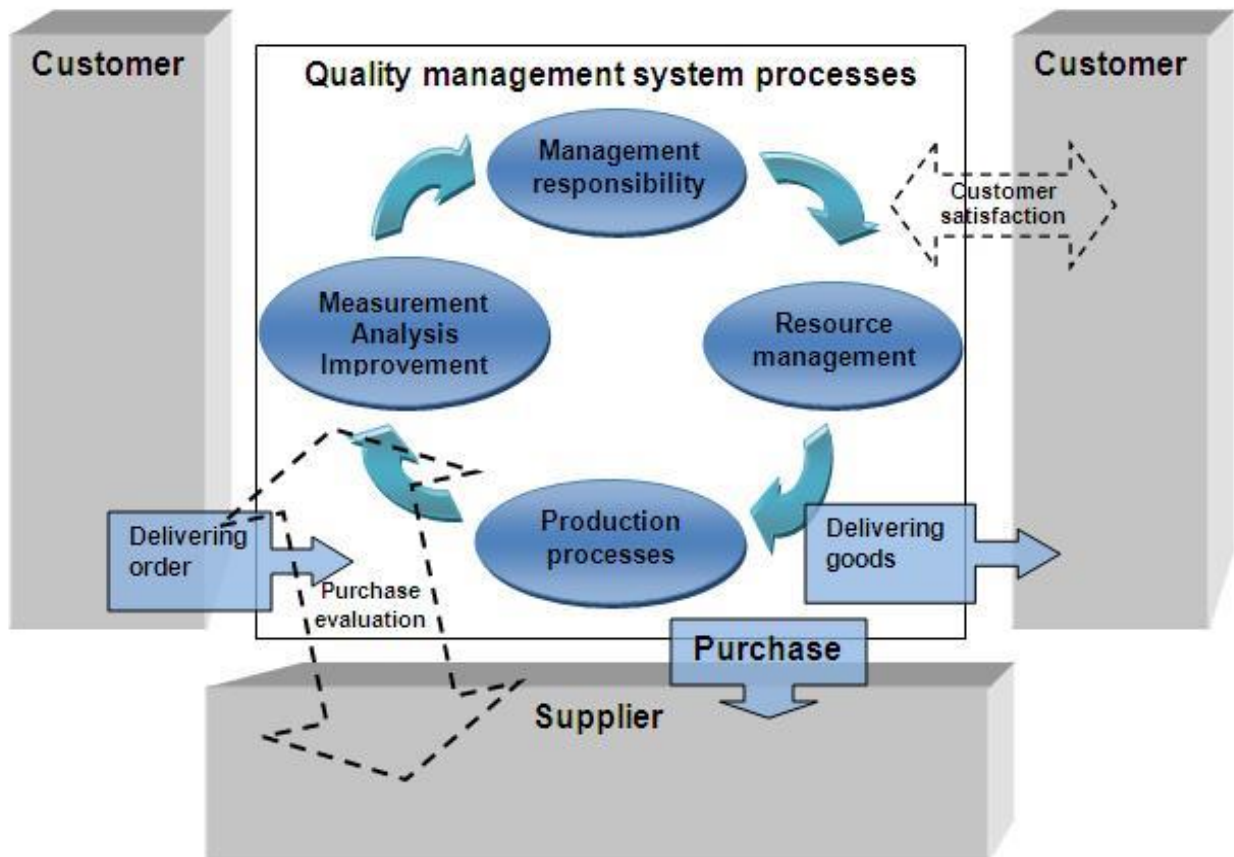 Customer
Quality management system processes
Customer
Management
responsibility
Customer
satisfaction
Measurement
Analysis
Improvement
Resource
management
Delivering
order
Production
processes
Delivering
goods
Purchase
evaluation
Purchase
Supplier